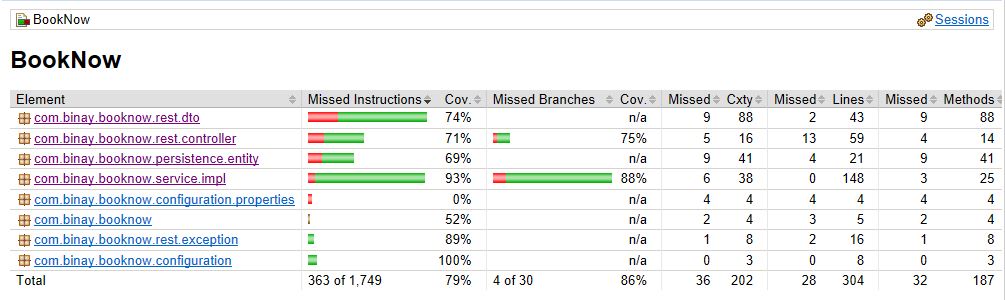 BookNow Sessions
BookNow
Element Missed Instructions Cov. Missed Branches Cov. Missed Cxty Missed Lines Missed Methods
com.binay.booknow.rest.dto 74% n/a 9 88 2 43 9 88
com.binay.booknow.rest.controller 71% 75% 5 16 13 59 4 14
com.binay.booknow.persistence.entity 69% n/a 9 41 4 21 9 41
com.binay.booknow.service.impl 93% 88% 6 38 0 148 3 25
com.binay.booknow.configuration.properties 0% n/a 4 4 4 4 4 4
com.binay.booknow 52% n/a 2 4 3 5 2 4
com.binay.booknow.rest.exception 89% n/a 1 8 2 16 1 8
com.binay.booknow.configuration 100% n/a 0 3 0 8 0 3
Total 363 of 1,749 79% 4 of 30 86% 36 202 28 304 32 187